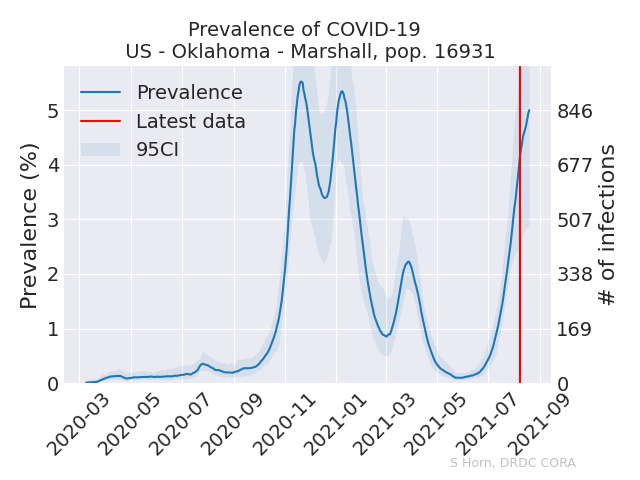 Prevalence of COVID-19
US - Oklahoma - Marshall, pop. 16931
Prevalence
Latest data
95CI
Prevalence (%)
5
4
3
2
1
0
846
677
507
338
169
0
# of infections
2020-03
2020-05
2020-07
2020-09
2020-11
2021-01
2021-03
2021-05
2021-07
2021-09
S Horn, DRDC CORA